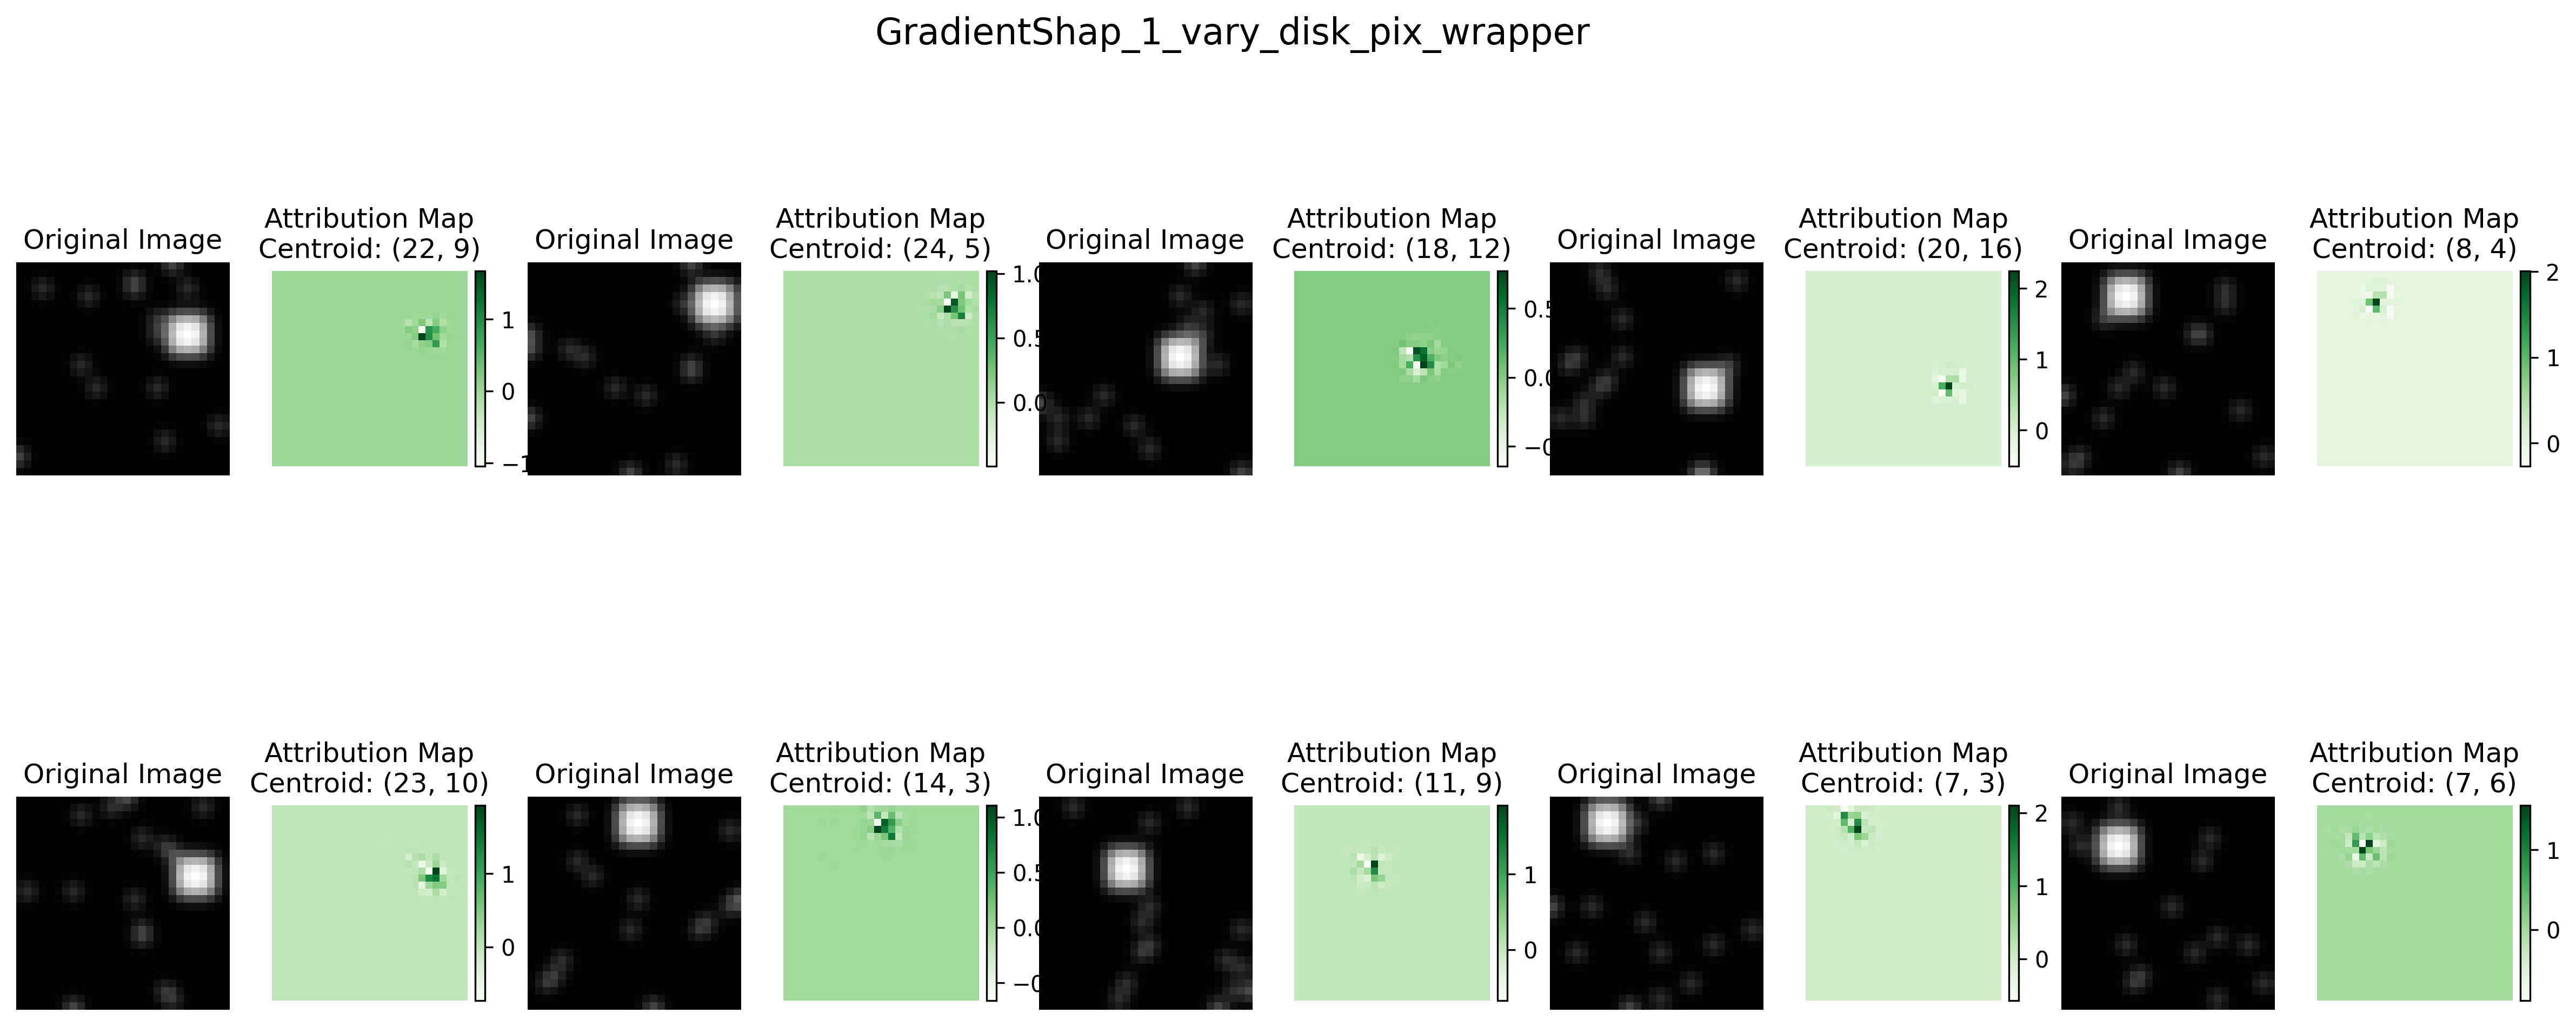 GradientShap_1_vary_disk_pix_wrapper
Original Image
Attribution Map
Centroid: (22, 9)
1
0
Original Image
Attribution Map
Centroid: (24, 5)
Original Image
Attribution Map
Centroid: (18, 12)
Original Image
Attribution Map
Centroid: (20, 16)
2
1
0
Original Image
Attribution Map
Centroid: (8, 4)
2
1
0
Original Image
Attribution Map
Centroid: (23, 10)
1
0
Original Image
Attribution Map
Centroid: (14, 3)
Original Image
Attribution Map
Centroid: (11, 9)
1
0
Original Image
Attribution Map
Centroid: (7, 3)
2
1
0
Original Image
Attribution Map
Centroid: (7, 6)
1
0